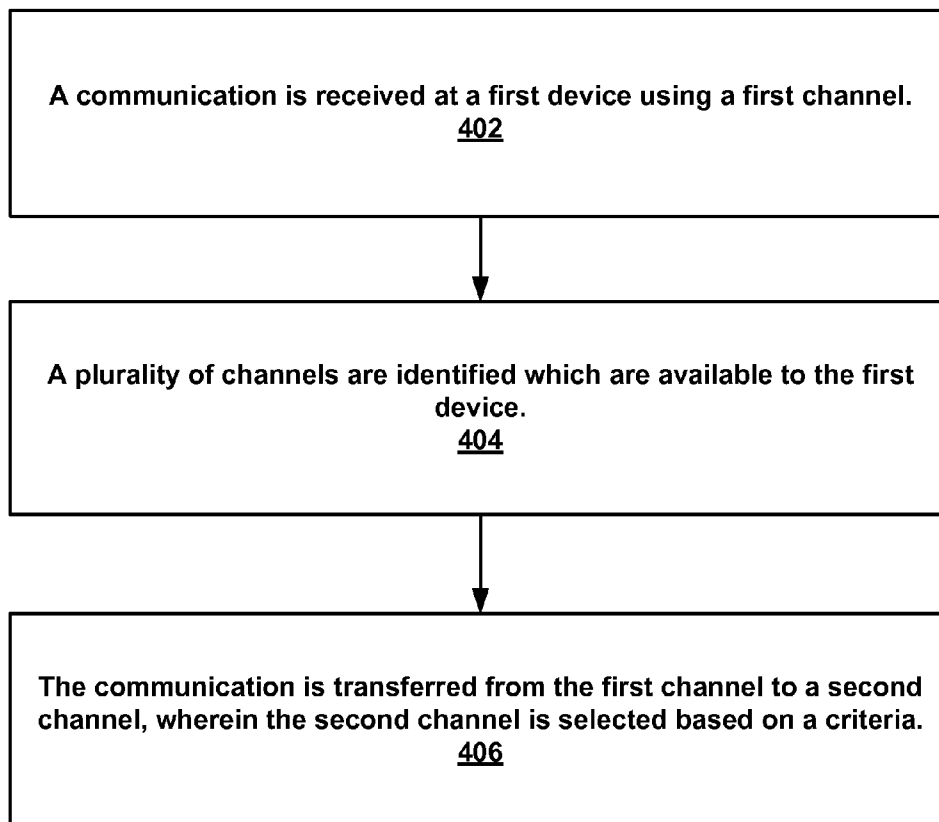 A communication is received at a first device using a first channel.
402
A plurality of channels are identified which are available to the first
device.
404
The communication is transferred from the first channel to a second
channel, wherein the second channel is selected based on a criteria.
406